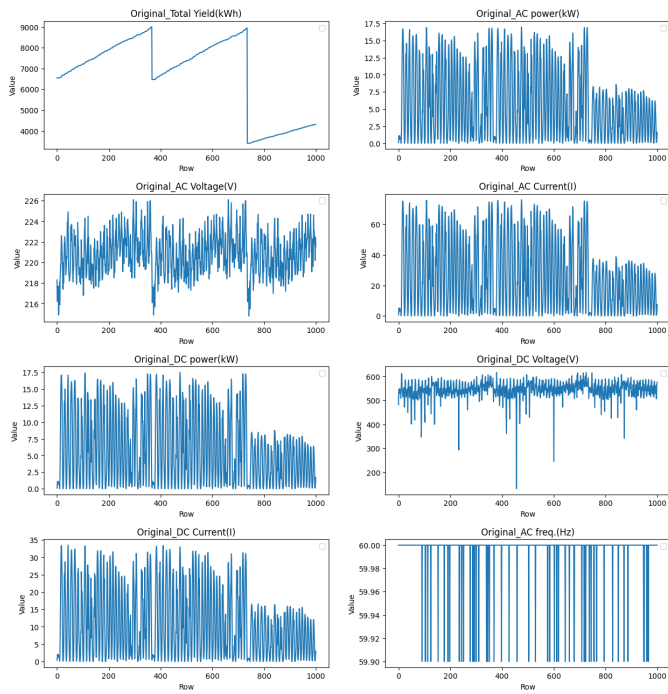 Original_Total Yield(kWh)
9000
8000
7000
6000
5000
4000
Value
0 200 400 600 800 1000
Row
Original_AC power(kW)
17.5
15.0
12.5
10.0
7.5
5.0
2.5
0.0
Value
0 200 400 600 800 1000
Row
Original_AC Voltage(V)
226
224
222
220
218
216
Value
0 200 400 600 800 1000
Row
Original_AC Current(I)
60
40
20
0
Value
0 200 400 600 800 1000
Row
Original_DC power(kW)
17.5
15.0
12.5
10.0
7.5
5.0
2.5
0.0
Value
0 200 400 600 800 1000
Row
Original_DC Voltage(V)
600
500
400
300
200
Value
0 200 400 600 800 1000
Row
Original_DC Current(I)
35
30
25
20
15
10
5
0
Value
0 200 400 600 800 1000
Row
Original_AC freq.(Hz)
60.00
59.98
59.96
59.94
59.92
59.90
Value
0 200 400 600 800 1000
Row